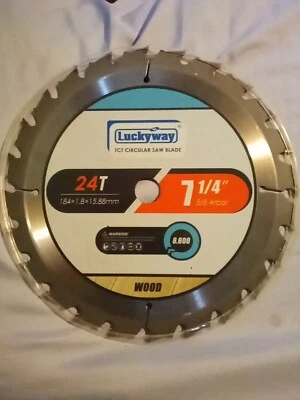 Luckyway
TCT CIRCULAR SAW BLADE
24T
184×1.8×15.88mm
7 1/4"
5/8 Arbor
WARNING!
8,600
WOOD